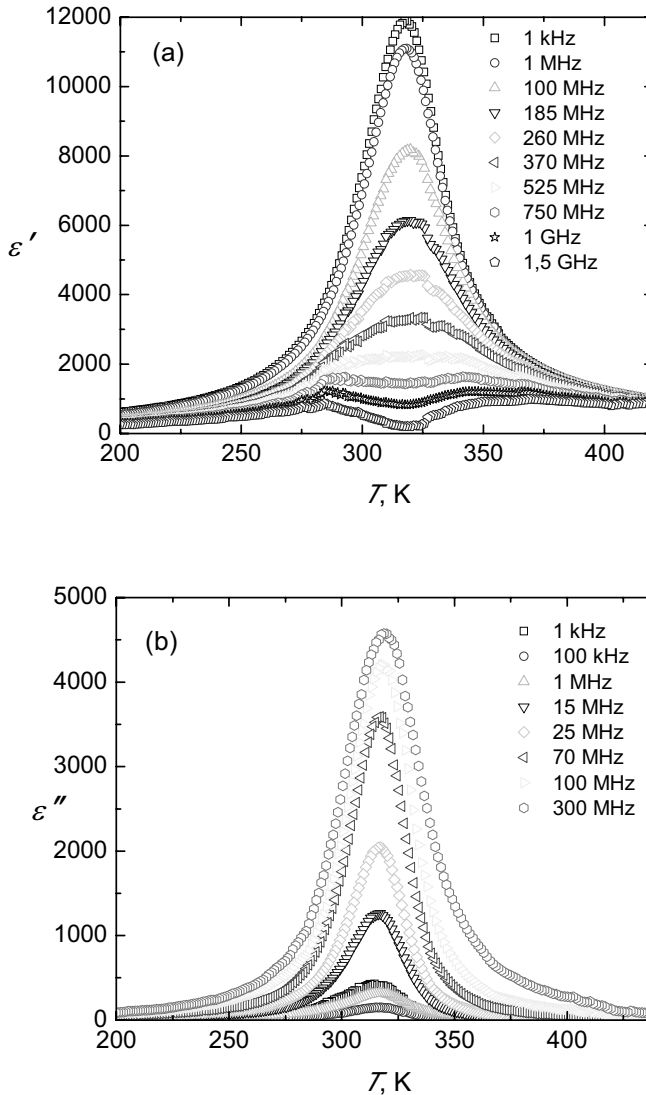 (a)
12000
10000
8000
6000
4000
2000
0
ε′
1 kHz
1 MHz
100 MHz
185 MHz
260 MHz
370 MHz
525 MHz
750 MHz
1 GHz
1,5 GHz
200 250 300 350 400
T, K
(b)
5000
4000
3000
2000
1000
0
ε″
1 kHz
100 kHz
1 MHz
15 MHz
25 MHz
70 MHz
100 MHz
300 MHz
200 250 300 350 400
T, K